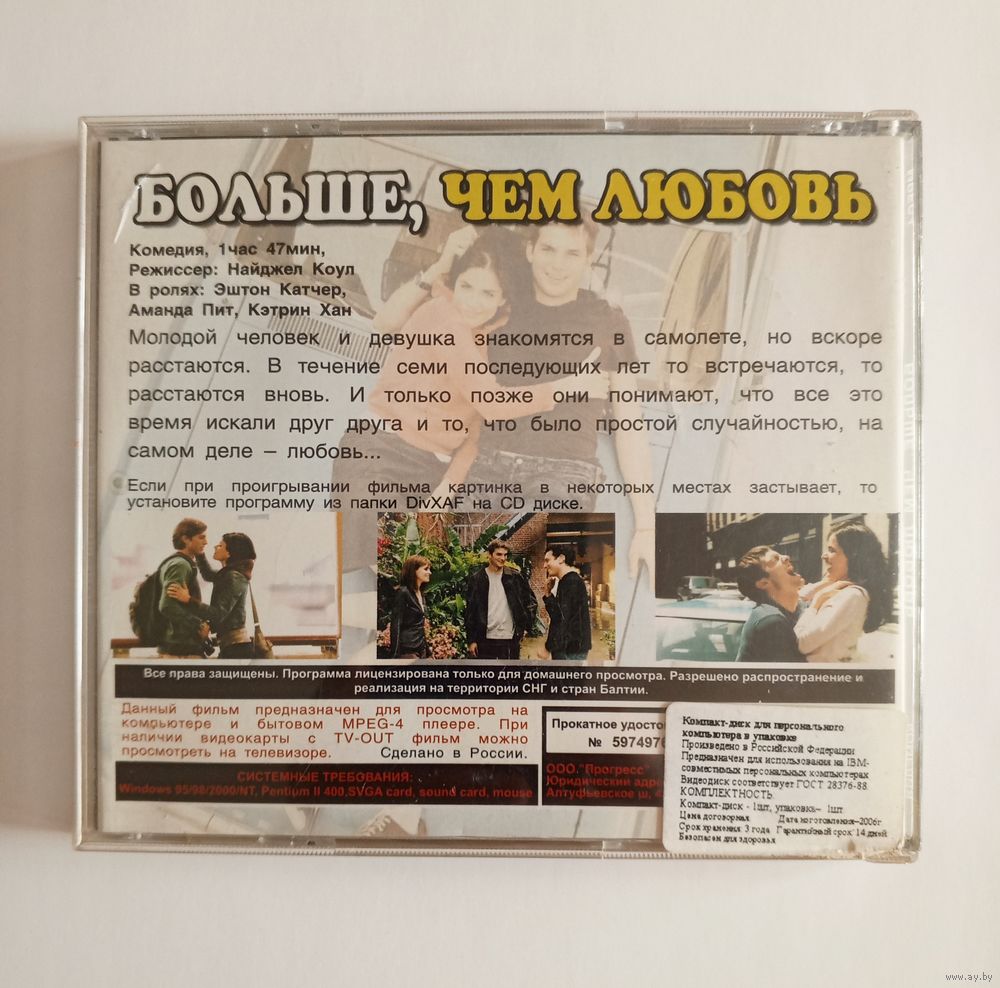 БОЛЬШЕ, ЧЕМ ЛЮБОВЬ
Комедия, 1час 47мин,
Режиссер: Найджел Коул
В ролях: Эштон Катчер,
Аманда Пит, Кэтрин Хан
Молодой человек и девушка знакомятся в самолете, но вскоре
расстаются. В течение семи последующих лет то встречаются, то
расстаются вновь. И только позже они понимают, что все это
время искали друг друга и то, что было простой случайностью, на
самом деле – любовь...
Если при проигрывании фильма картинка в некоторых местах застывает, то
установите программу из папки DivXAF на CD диске.
Все права защищены. Программа лицензирована только для домашнего просмотра. Разрешено распространение и
реализация на территории СНГ и стран Балтии.
Данный фильм предназначен для просмотра на
компьютере и бытовом MPEG-4 плеере. При
наличии видеокарты с TV-OUT фильм можно
просмотреть на телевизоре. Сделано в России.
СИСТЕМНЫЕ ТРЕБОВАНИЯ:
Windows 95/98/2000/NT, Pentium II 400,SVGA card, sound card, mouse
Прокатное
№ 5974976
ООО."Прогресс"
Юридический
Алтуфьевское ш,
Компакт-диск для персонального
компьютера в упаковке
Произведено в Российской Федерации
Предназначен для использования на IBM-
совместимых персональных компьютерах
Видеодиск соответствует ГОСТ 28376-88
КОМПЛЕКТНОСТЬ
Компакт-диск - 1шт, упаковка– 1шт.
Цена договорная Дата изготовления–2006г
Срок хранения 3 года Гарантийный срок 14 дней
Безопасен для здоровья
www.ay.by